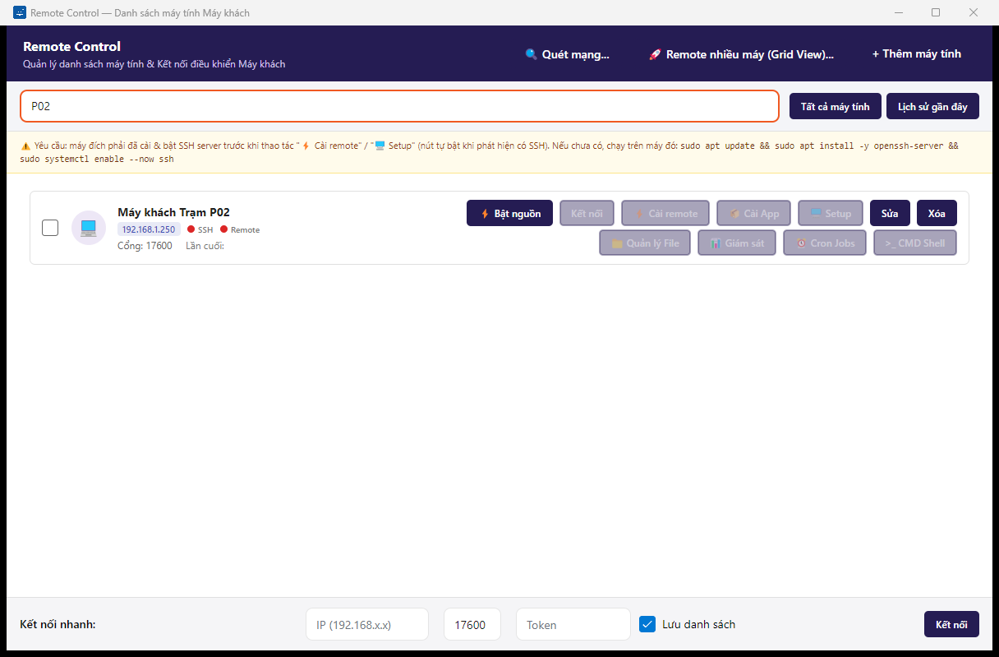 Remote Control — Danh sách máy tính Máy khách
Remote Control
Quản lý danh sách máy tính & Kết nối điều khiển Máy khách
Quét mạng...
Remote nhiều máy (Grid View)...
+ Thêm máy tính
P02
Tất cả máy tính
Lịch sử gần đây
⚠ Yêu cầu: máy đích phải đã cài & bật SSH server trước khi thao tác "⚡ Cài remote" / "🖥 Setup" (nút tự bật khi phát hiện có SSH). Nếu chưa có, chạy trên máy đó: sudo apt update && sudo apt install -y openssh-server &&
sudo systemctl enable --now ssh
Máy khách Trạm P02
192.168.1.250 SSH Remote
Cổng: 17600 Lần cuối:
Bật nguồn
Kết nối
Cài remote
Cài App
Setup
Sửa
Xóa
Quản lý File
Giám sát
Cron Jobs
>_ CMD Shell
Kết nối nhanh:
IP (192.168.x.x)
17600
Token
Lưu danh sách
Kết nối